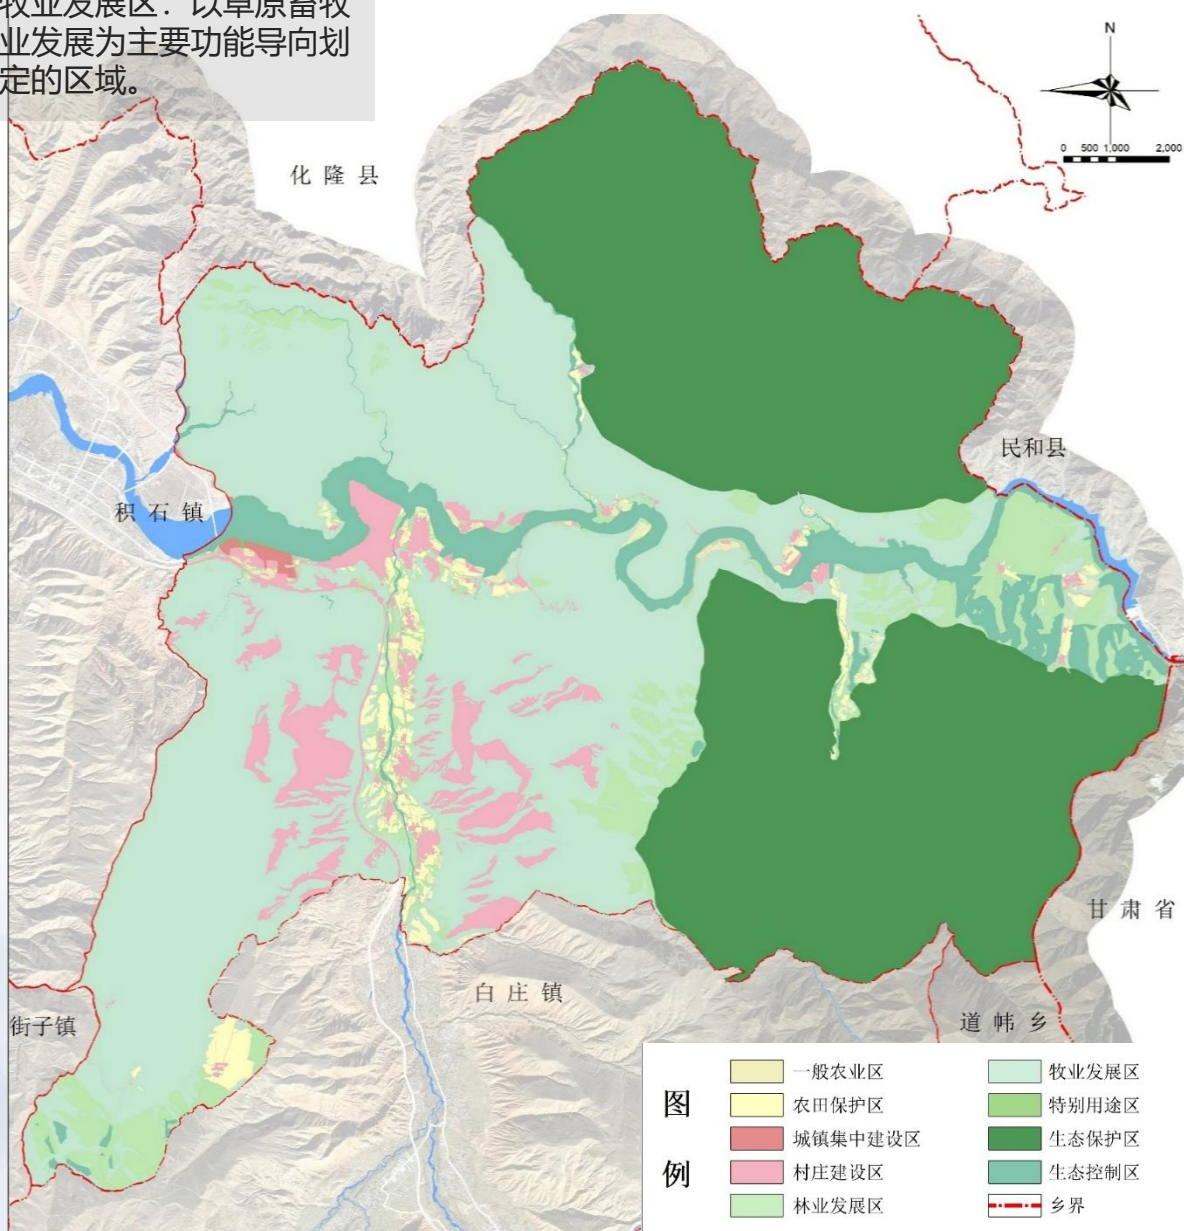 牧业发展区：以草原畜牧
业发展为主要功能导向划
定的区域。
N
0 500 1,000 2,000
化隆县
民和县
积石镇
甘肃省
白庄镇
街子镇
道帏乡
图例
一般农业区
农田保护区
城镇集中建设区
村庄建设区
林业发展区
牧业发展区
特别用途区
生态保护区
生态控制区
乡界